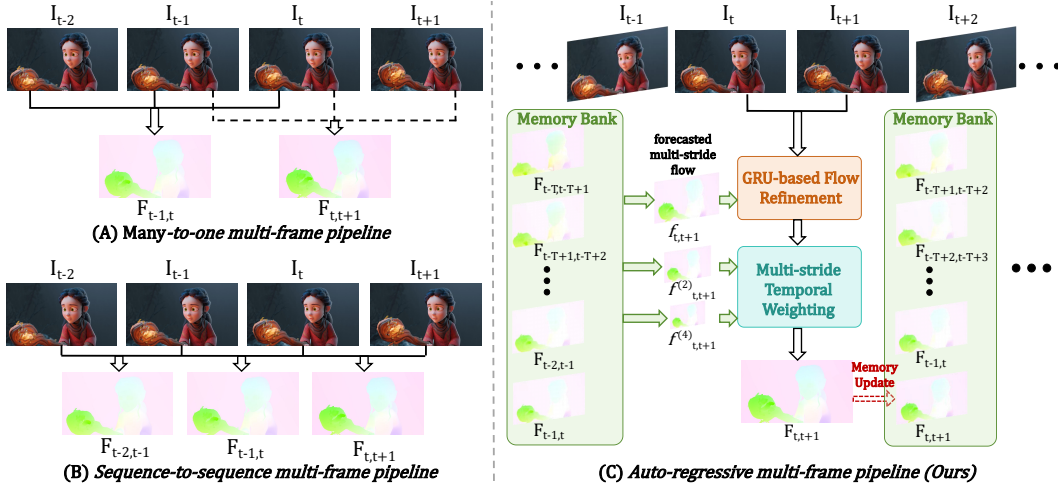 I_{t-2} I_{t-1} I_t I_{t+1}
F_{t-1,t} F_{t,t+1}
(A) Many-to-one multi-frame pipeline
I_{t-2} I_{t-1} I_t I_{t+1}
F_{t-2,t-1} F_{t-1,t} F_{t,t+1}
(B) Sequence-to-sequence multi-frame pipeline
I_{t-1} I_t I_{t+1} I_{t+2}
Memory Bank
F_{t-T,t-T+1}
F_{t-T+1,t-T+2}
F_{t-2,t-1}
F_{t-1,t}
forecasted
multi-stride
flow
f_{t,t+1}
f^{(2)}_{t,t+1}
f^{(4)}_{t,t+1}
GRU-based Flow
Refinement
Multi-stride
Temporal
Weighting
F_{t,t+1}
Memory
Update
Memory Bank
F_{t-T+1,t-T+2}
F_{t-T+2,t-T+3}
F_{t-1,t}
F_{t,t+1}
(C) Auto-regressive multi-frame pipeline (Ours)